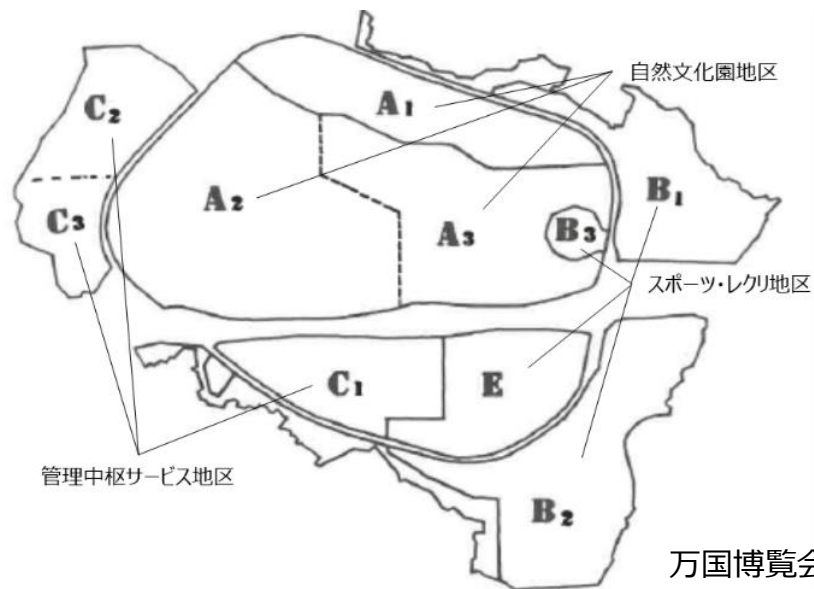 自然文化園地区
A1
C2
B1
A2
C3
A3
B3
スポーツ・レクリ地区
C1
E
管理中枢サービス地区
B2
万国博覧会